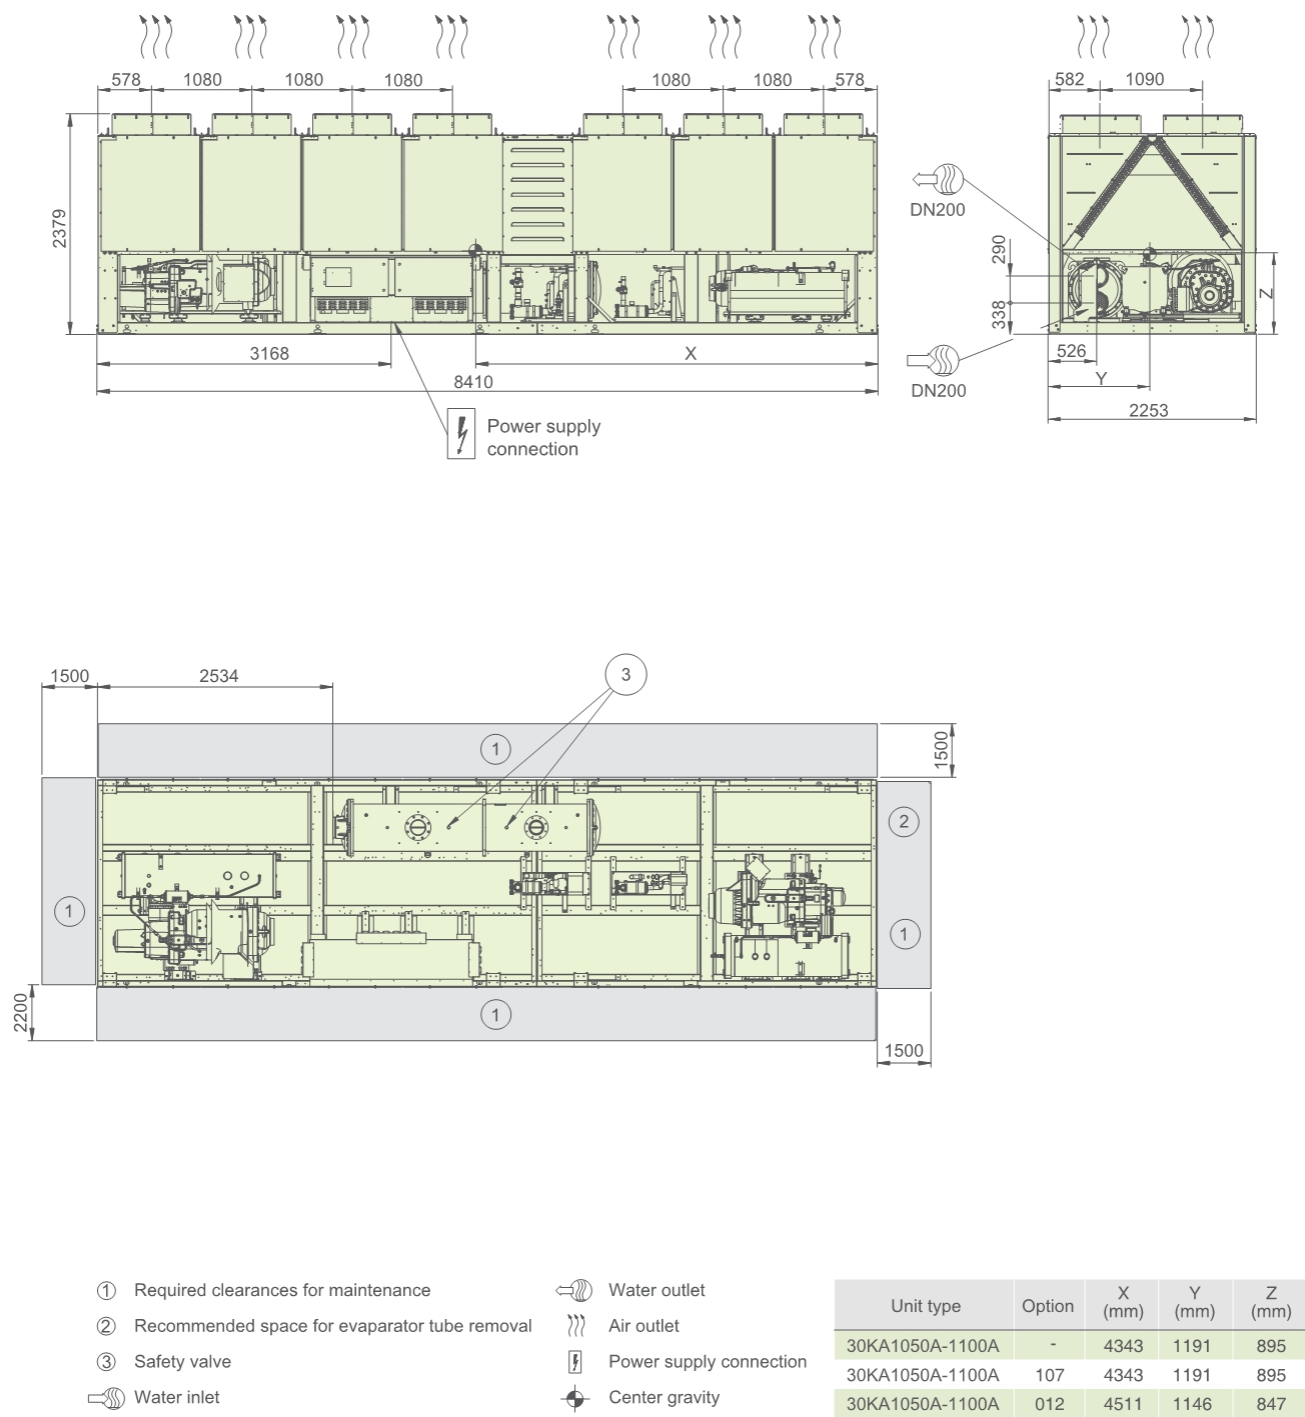 578 1080 1080 1080 1080 1080 578 582 1090
2379
DN200
290
338
Z
3168 X 526
8410 Y
DN200
2253
Power supply
connection
1500 2534 3
1 1500
2
1 1
2200 1
1500
1 Required clearances for maintenance
2 Recommended space for evaparator tube removal
3 Safety valve
Water inlet
Water outlet
Air outlet
Power supply connection
Center gravity
Unit type Option X (mm) Y (mm) Z (mm)
30KA1050A-1100A - 4343 1191 895
30KA1050A-1100A 107 4343 1191 895
30KA1050A-1100A 012 4511 1146 847